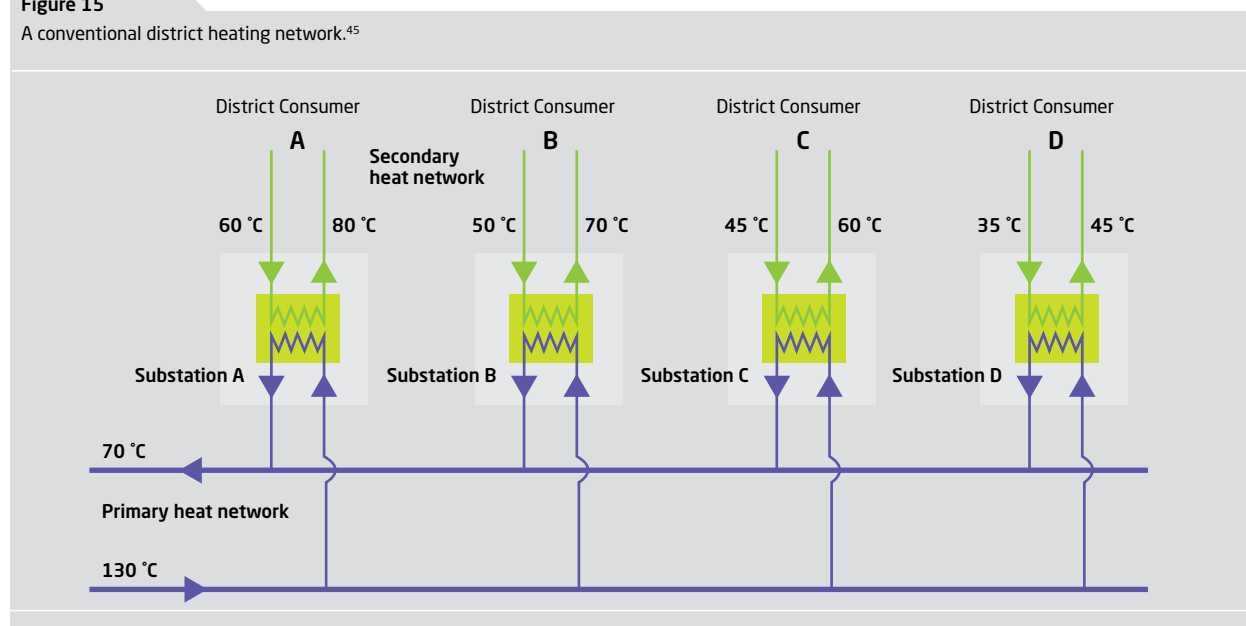 Figure 15
A conventional district heating network.45
District Consumer
A
District Consumer
B
District Consumer
C
District Consumer
D
Secondary
heat network
60 °C
80 °C
50 °C
70 °C
45 °C
60 °C
35 °C
45 °C
Substation A
Substation B
Substation C
Substation D
70 °C
Primary heat network
130 °C